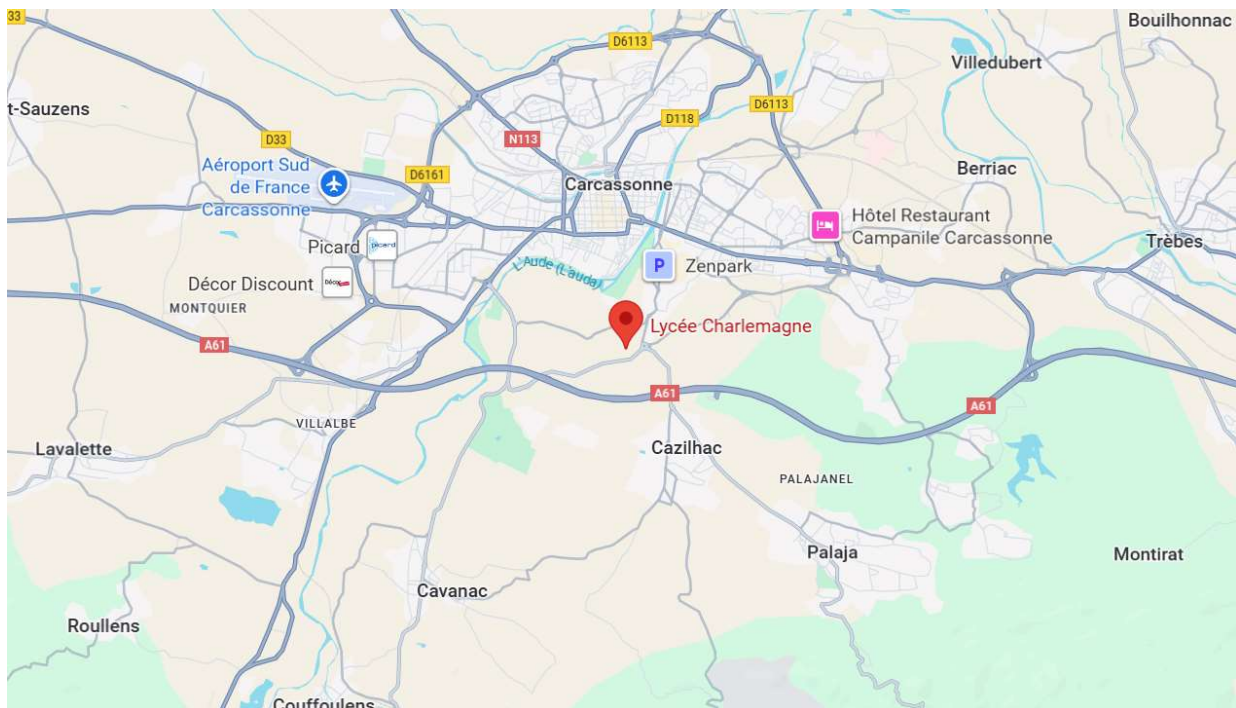 33
D6113
Bouilhonnac
Villedubert
t-Sauzens
D33
N113
D118
D6113
Aéroport Sud
de France
Carcassonne
D6161
Carcassonne
Berriac
Hôtel Restaurant
Campanile Carcassonne
Trèbes
Picard
picard
L'Aude (L'auda)
P
Zenpark
Décor Discount
MONTQUIER
Lycée Charlemagne
A61
A61
A61
VILLALBE
Lavalette
Cazilhac
PALAJANEL
Palaja
Montirat
Cavanac
Roullens
Couffoulens